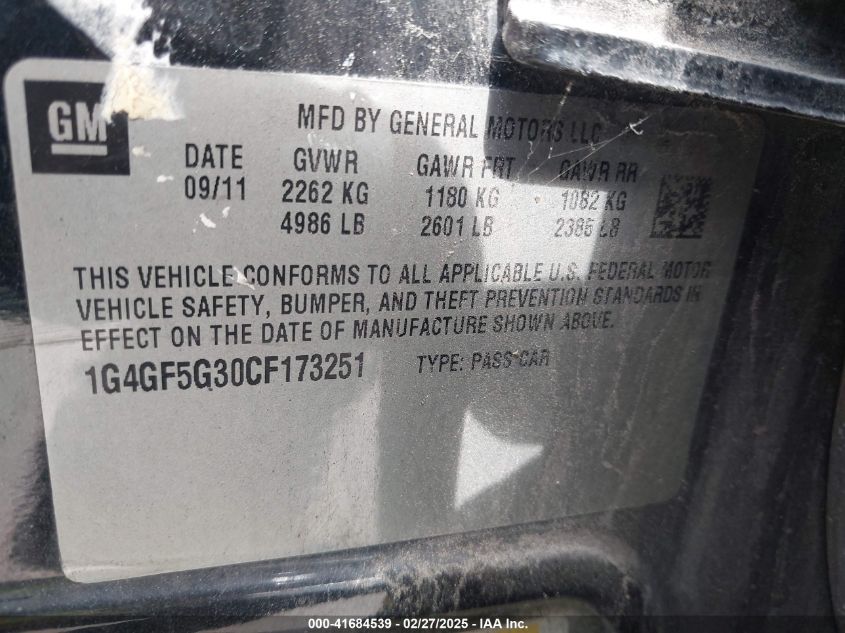 GM
MFD BY GENERAL MOTORS LLC
DATE GVWR GAWR FRT GAWR RR
09/11 2262 KG 1180 KG 1082 KG
4986 LB 2601 LB 2385 LB
THIS VEHICLE CONFORMS TO ALL APPLICABLE U.S. FEDERAL MOTOR
VEHICLE SAFETY, BUMPER, AND THEFT PREVENTION STANDARDS IN
EFFECT ON THE DATE OF MANUFACTURE SHOWN ABOVE.
1G4GF5G30CF173251 TYPE: PASS CAR
000-41684539 - 02/27/2025 - IAA Inc.